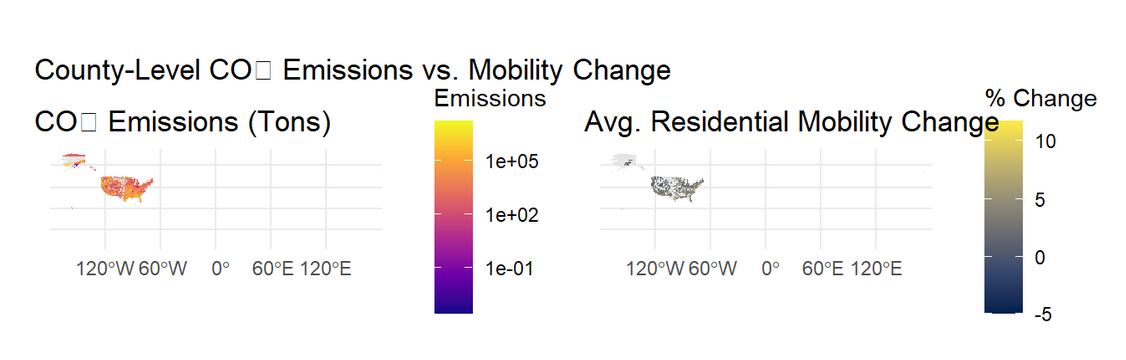 County-Level CO□ Emissions vs. Mobility Change
CO□ Emissions (Tons)
Emissions
1e+05
1e+02
1e-01
120°W 60°W 0° 60°E 120°E
Avg. Residential Mobility Change
% Change
10
5
0
-5
120°W 60°W 0° 60°E 120°E